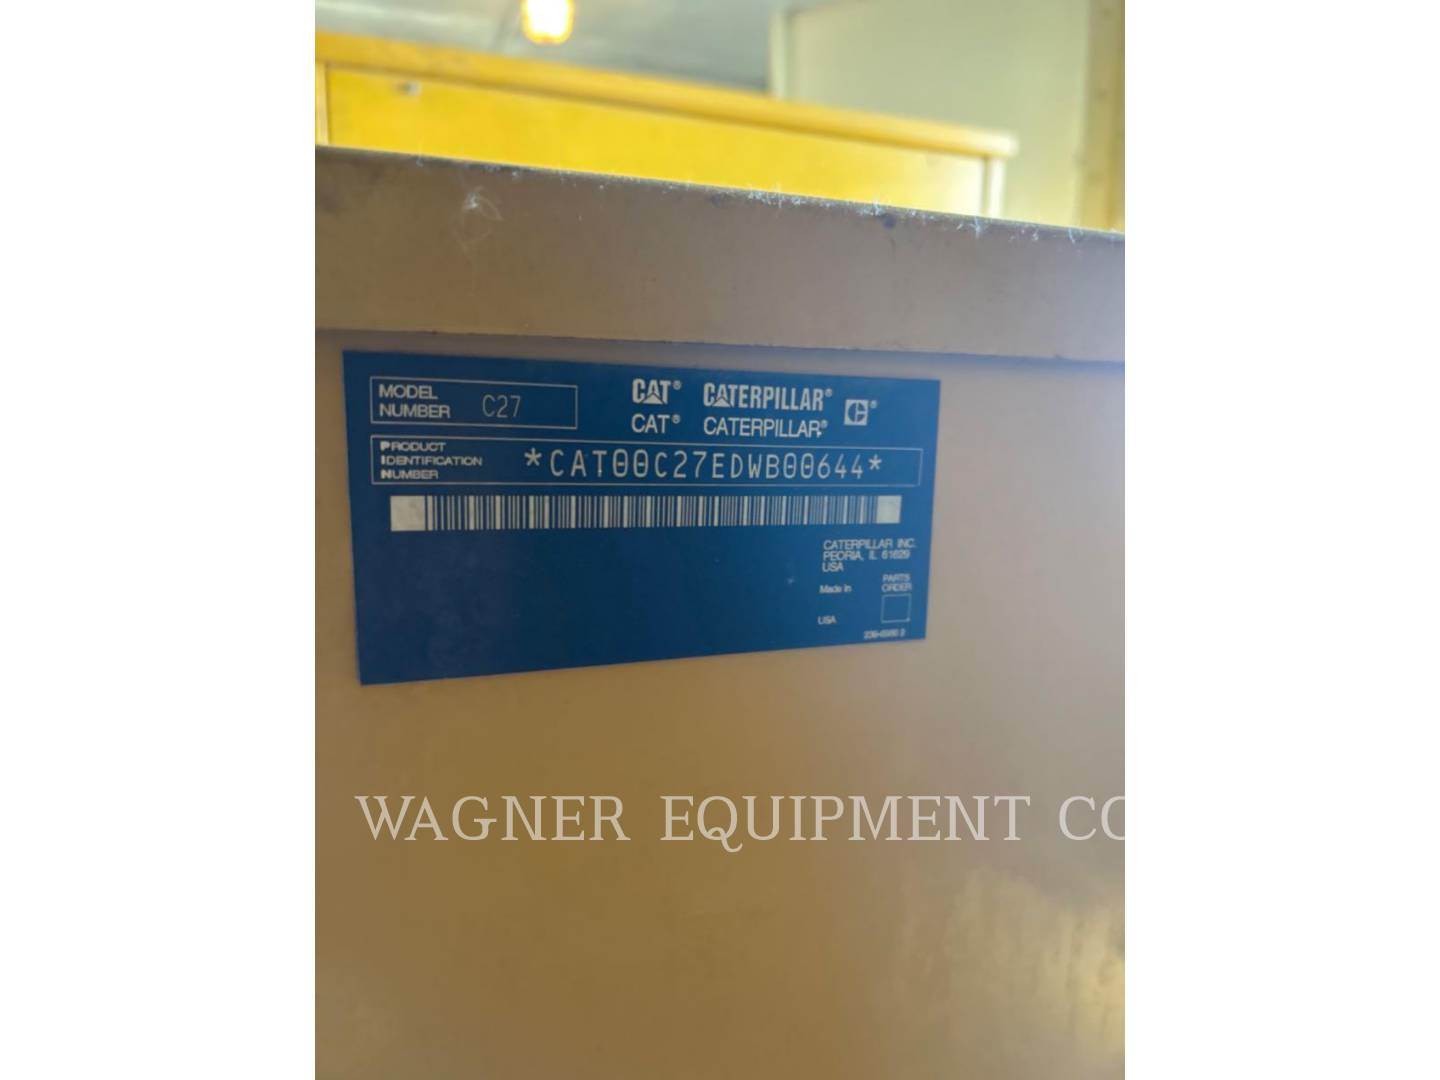 MODEL NUMBER C27
CAT® CATERPILLAR®
CAT® CATERPILLAR®
PRODUCT IDENTIFICATION NUMBER *CAT00C27EDWB00644*
CATERPILLAR INC.
PEORIA, IL 61629
USA
Made In
USA
PARTS
ORDER
WAGNER EQUIPMENT CO